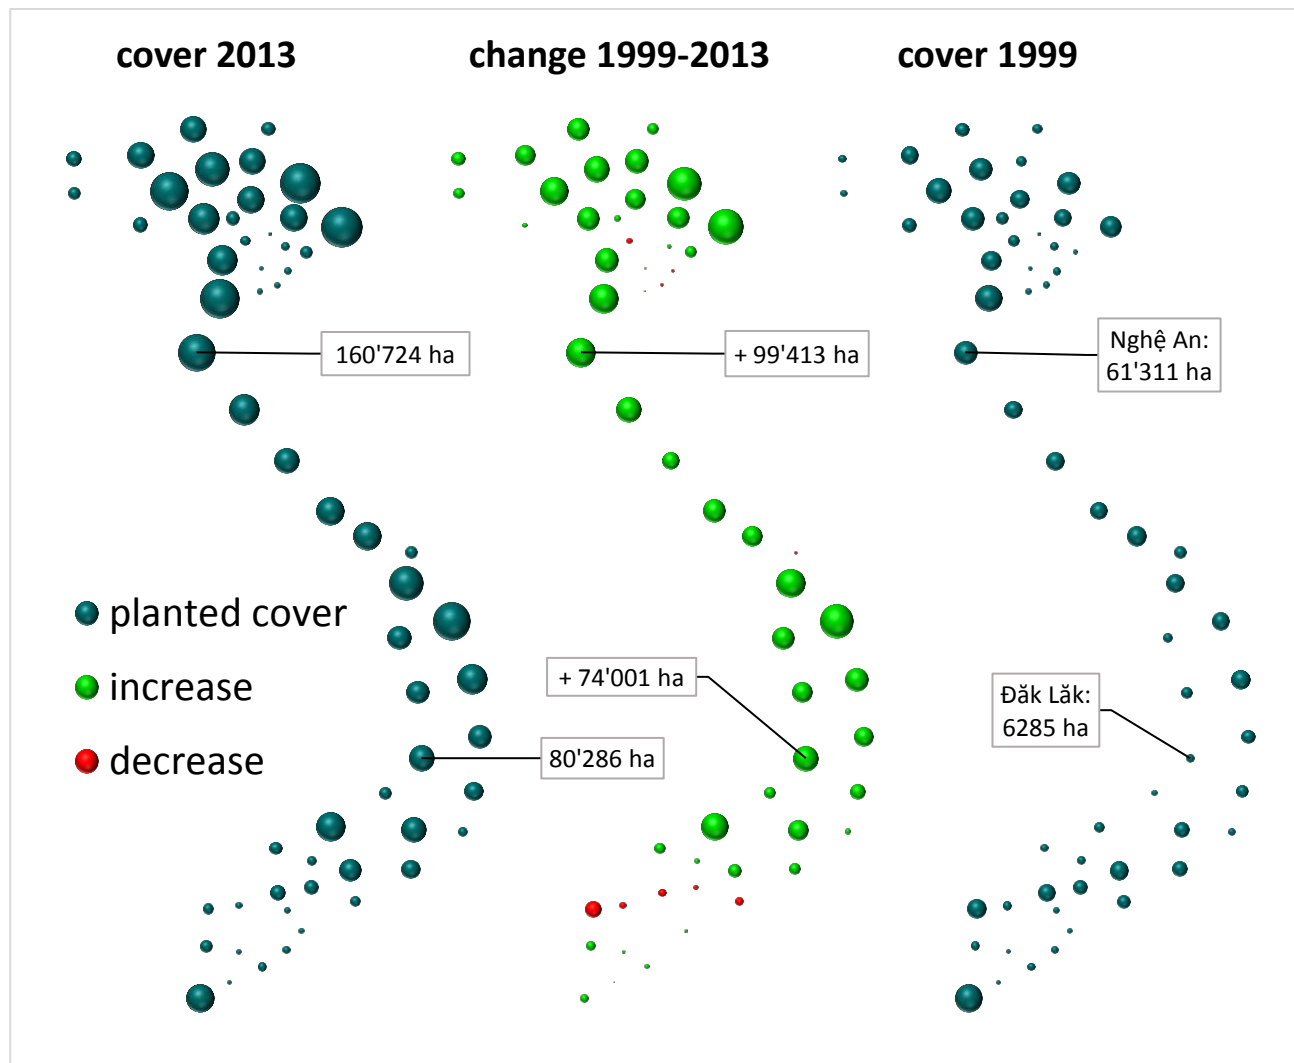 cover 2013
change 1999-2013
cover 1999
160'724 ha
+ 99'413 ha
Nghệ An:
61'311 ha
planted cover
increase
decrease
+ 74'001 ha
80'286 ha
Đăk Lăk:
6285 ha